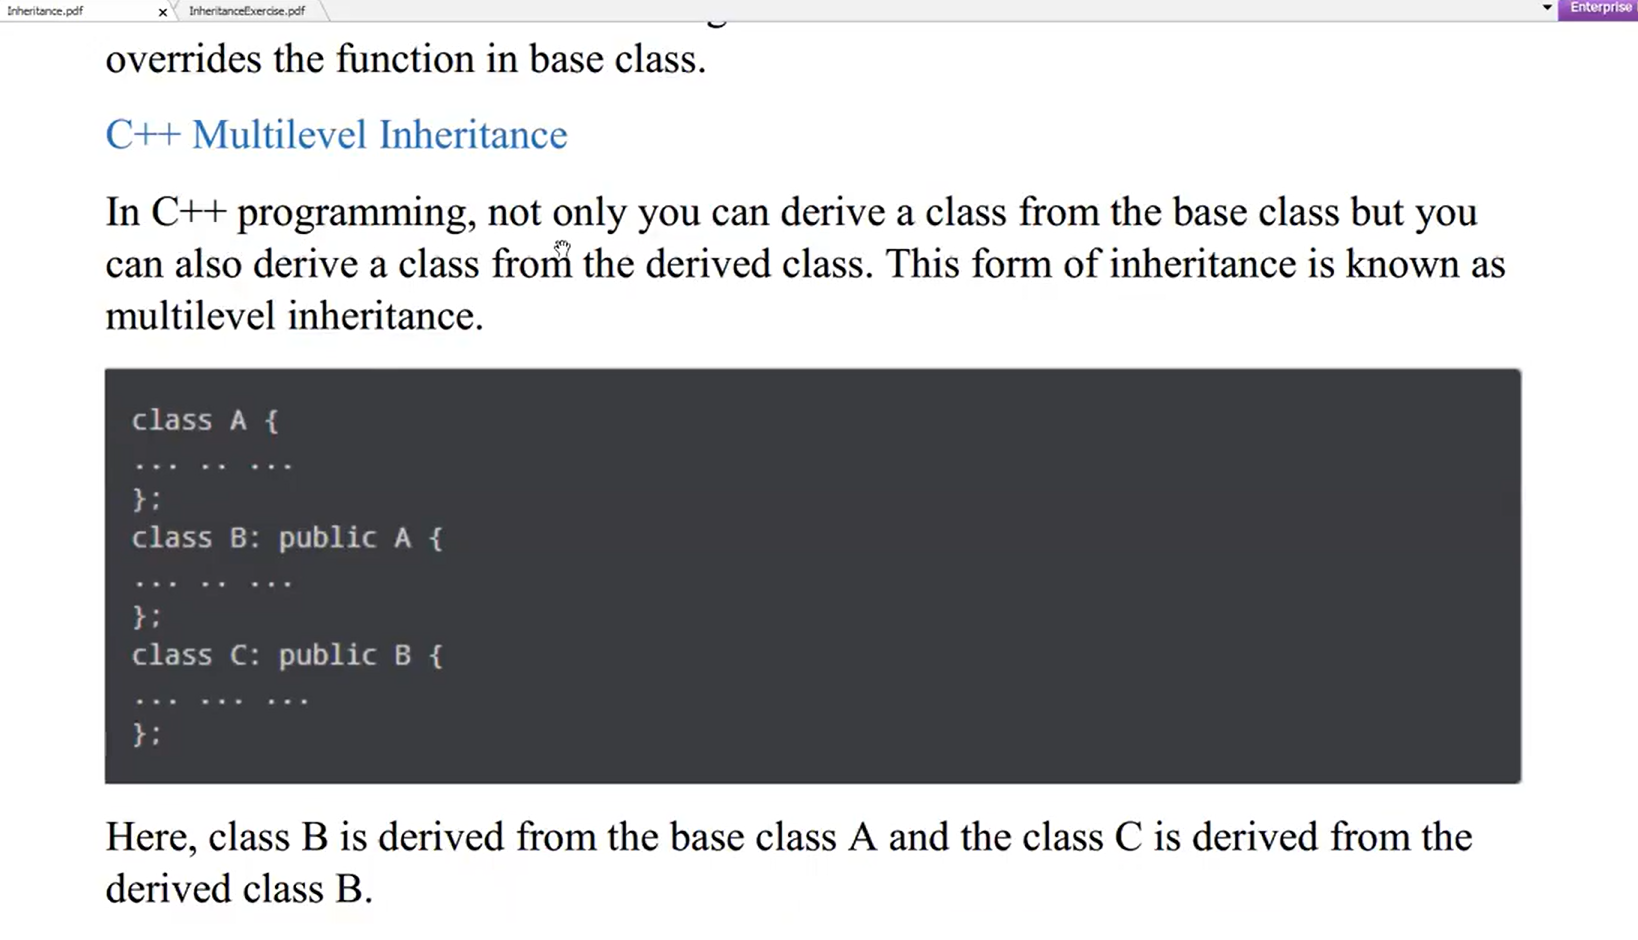 Inheritance.pdf
InheritanceExercise.pdf
Enterprise
overrides the function in base class.
C++ Multilevel Inheritance
In C++ programming, not only you can derive a class from the base class but you
can also derive a class from the derived class. This form of inheritance is known as
multilevel inheritance.
class A {
... .. ...
};
class B: public A {
... .. ...
};
class C: public B {
... ... ...
};
Here, class B is derived from the base class A and the class C is derived from the
derived class B.